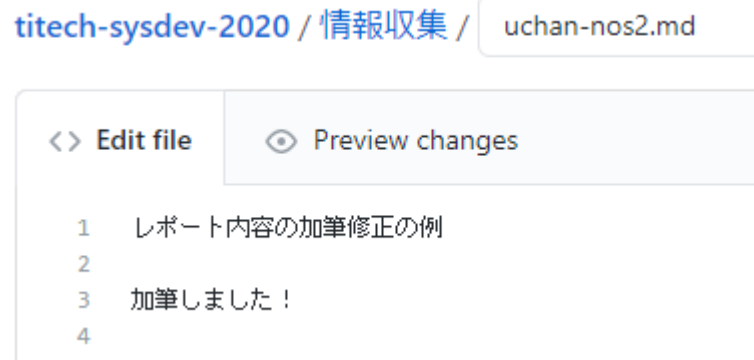 titech-sysdev-2020 / 情報収集 / uchan-nos2.md
<> Edit file Preview changes
1 レポート内容の加筆修正の例
2
3 加筆しました！
4